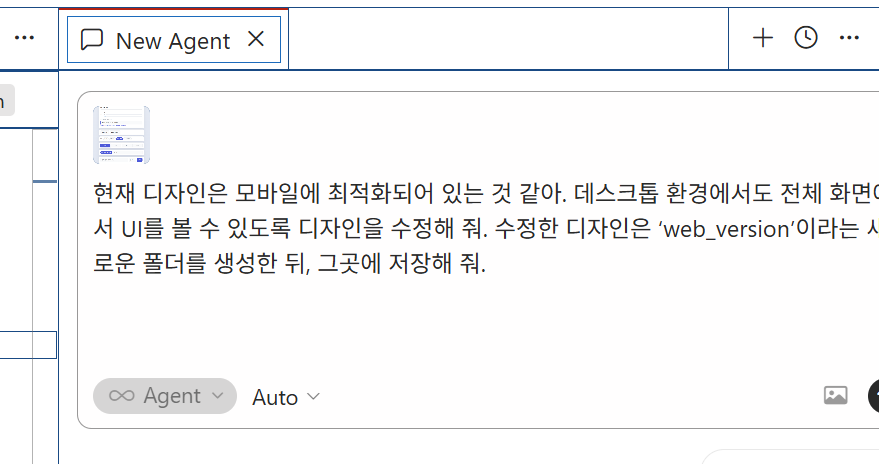 New Agent
현재 디자인은 모바일에 최적화되어 있는 것 같아. 데스크톱 환경에서도 전체 화면에
서 UI를 볼 수 있도록 디자인을 수정해 줘. 수정한 디자인은 ‘web_version’이라는 새
로운 폴더를 생성한 뒤, 그곳에 저장해 줘.
Agent
Auto